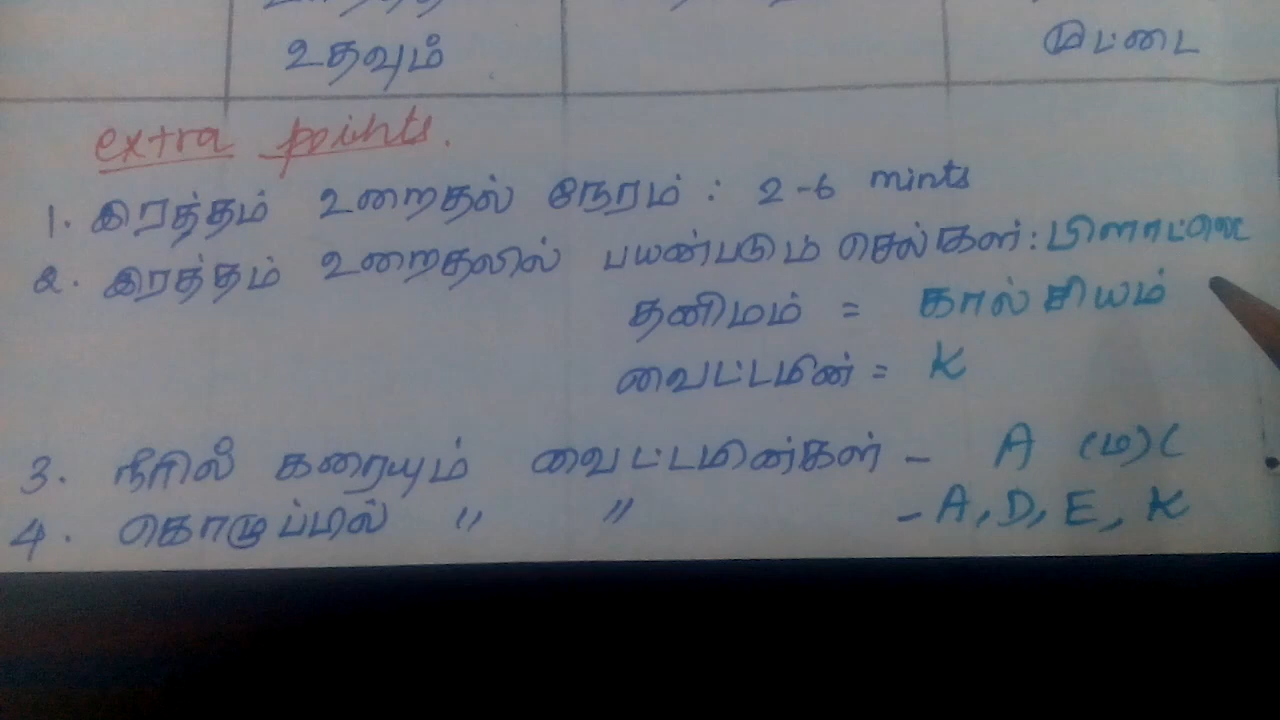 உதவும்
முட்டை
extra points.
1. இரத்தம் உறைதல் நேரம் : 2-6 mints
2. இரத்தம் உறைதலில் பயன்படும் செல்கள் :
தனிமம் = கால்சியம்
வைட்டமின் = K
3. நீரில் கரையும் வைட்டமின்கள் - A (ம) C
4. கொழுப்பில் " " - A, D, E, K